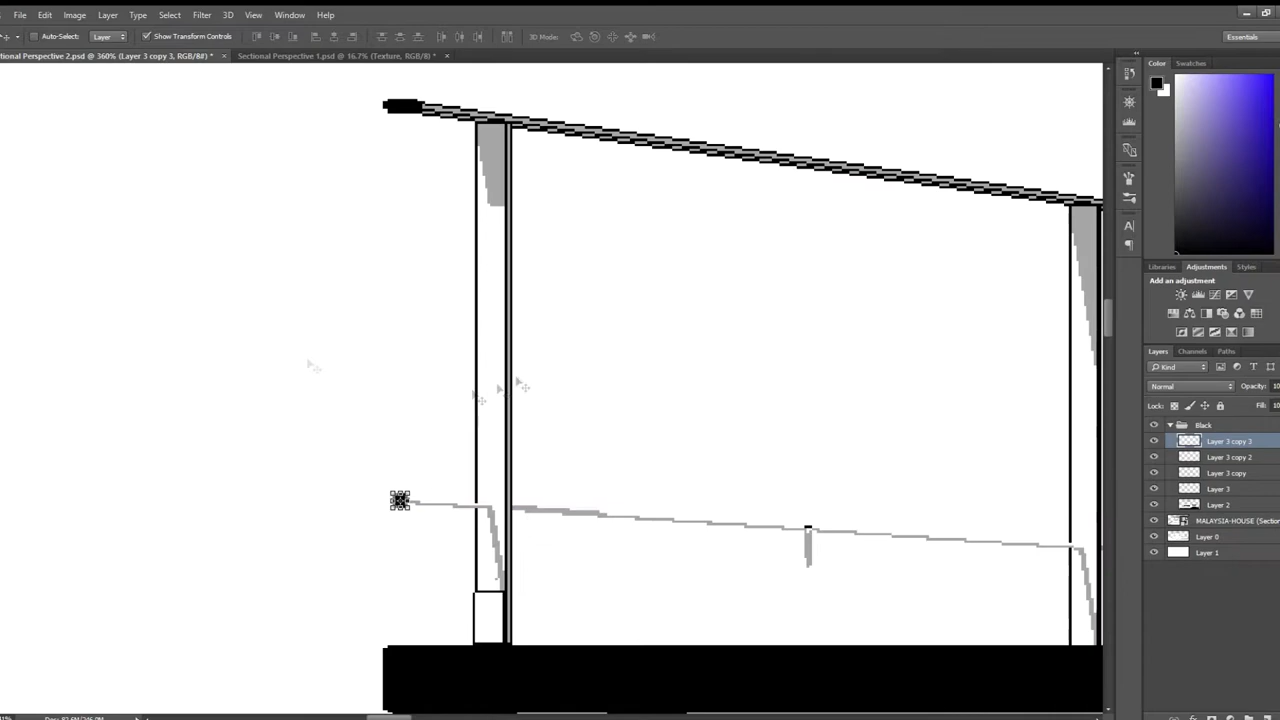 File Edit Image Layer Type Select Filter 3D View Window Help
Auto-Select: Layer Show Transform Controls 3D Mode: Essentials
tional Perspective 2.psd @ 360% (Layer 3 copy 3, RGB/8#) * × Sectional Perspective 1.psd @ 16.7% (Texture, RGB/8) * ×
Color Swatches
Libraries Adjustments Styles
Add an adjustment
Layers Channels Paths
Kind
Normal Opacity: 10
Lock: Fill: 10
Black
Layer 3 copy 3
Layer 3 copy 2
Layer 3 copy
Layer 3
Layer 2
MALAYSIA-HOUSE (Section
Layer 0
Layer 1